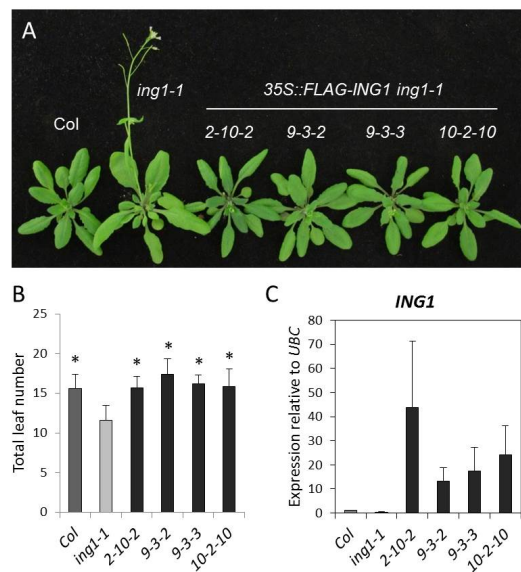 A
Col
ing1-1
35S::FLAG-ING1 ing1-1
2-10-2 9-3-2 9-3-3 10-2-10
B
Total leaf number
25
20
15
10
5
0
* * * * *
Col ing1-1 2-10-2 9-3-2 9-3-3 10-2-10
C
ING1
Expression relative to UBC
80
70
60
50
40
30
20
10
0
Col ing1-1 2-10-2 9-3-2 9-3-3 10-2-10